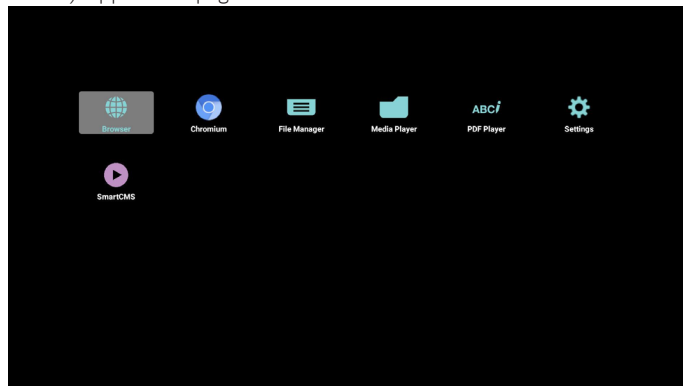 Browser
Chromium
File Manager
Media Player
ABCi
PDF Player
Settings
SmartCMS